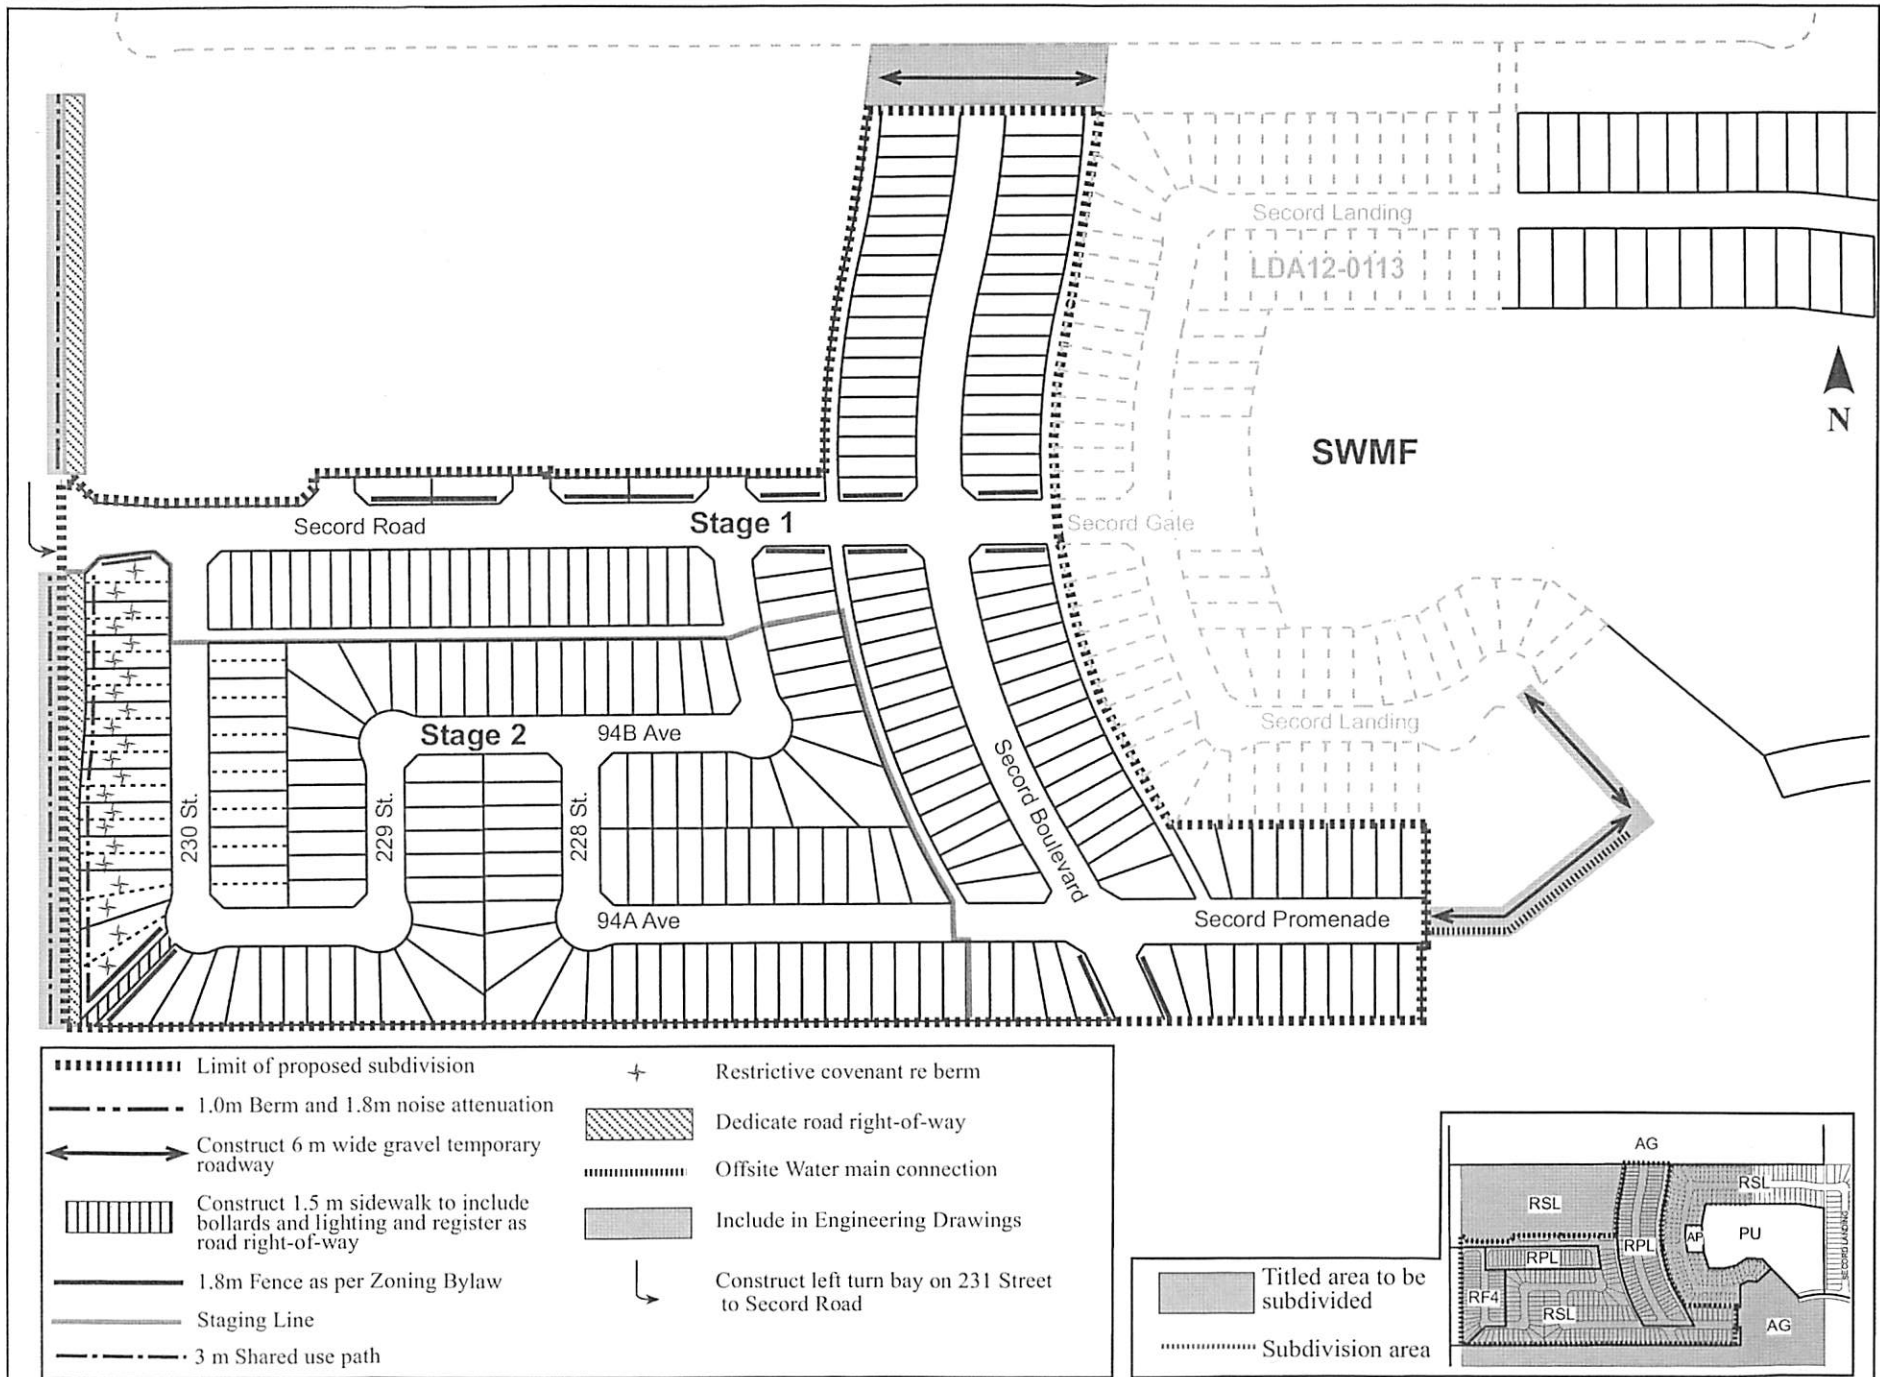 Secord Landing
LDA12-0113
N
SWMF
Secord Road
Stage 1
Secord Gate
Stage 2
94B Ave
Secord Landing
230 St.
229 St.
228 St.
Secord Boulevard
94A Ave
Secord Promenade
Limit of proposed subdivision
1.0m Berm and 1.8m noise attenuation
Construct 6 m wide gravel temporary
roadway
Construct 1.5 m sidewalk to include
bollards and lighting and register as
road right-of-way
1.8m Fence as per Zoning Bylaw
Staging Line
3 m Shared use path
Restrictive covenant re berm
Dedicate road right-of-way
Offsite Water main connection
Include in Engineering Drawings
Construct left turn bay on 231 Street
to Secord Road
Titled area to be
subdivided
Subdivision area
AG
RSL
RSL
RPL
AP
PU
RPL
RF4
RSL
AG
SECORD LANDING